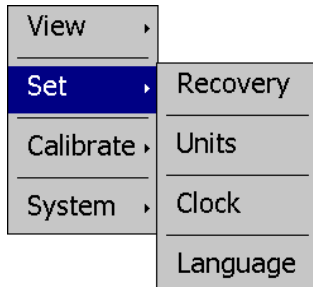 View
Set
Calibrate
System
Recovery
Units
Clock
Language